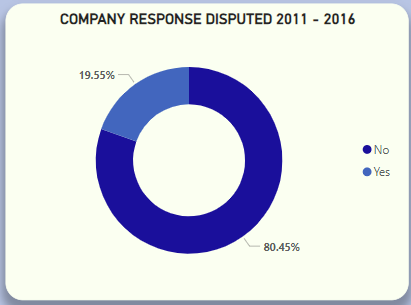 COMPANY RESPONSE DISPUTED 2011 - 2016
19.55%
No
Yes
80.45%